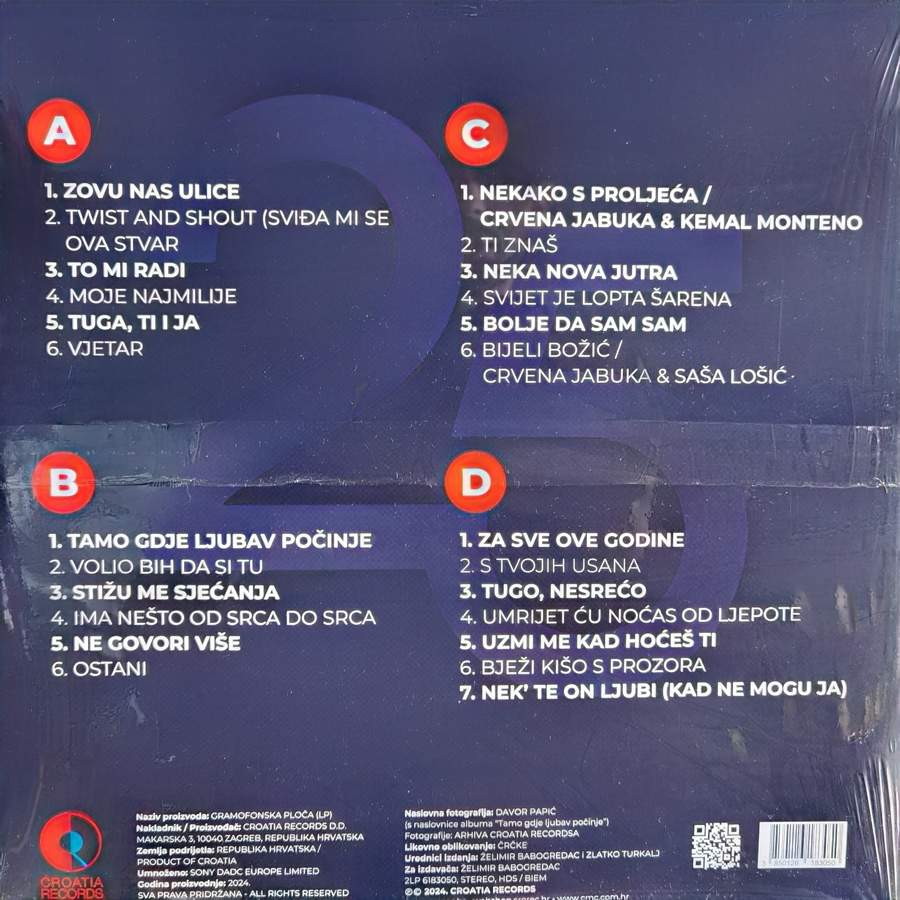 A
1. ZOVU NAS ULICE
2. TWIST AND SHOUT (SVIĐA MI SE
OVA STVAR
3. TO MI RADI
4. MOJE NAJMILIJE
5. TUGA, TI I JA
6. VJETAR
B
1. TAMO GDJE LJUBAV POČINJE
2. VOLIO BIH DA SI TU
3. STIŽU ME SJEĆANJA
4. IMA NEŠTO OD SRCA DO SRCA
5. NE GOVORI VIŠE
6. OSTANI
C
1. NEKAKO S PROLJEĆA /
CRVENA JABUKA & KEMAL MONTENO
2. TI ZNAŠ
3. NEKA NOVA JUTRA
4. SVIJET JE LOPTA ŠARENA
5. BOLJE DA SAM SAM
6. BIJELI BOŽIĆ /
CRVENA JABUKA & SAŠA LOŠIĆ
D
1. ZA SVE OVE GODINE
2. S TVOJIH USANA
3. TUGO, NESREĆO
4. UMRIJET ĆU NOĆAS OD LJEPOTE
5. UZMI ME KAD HOĆEŠ TI
6. BJEŽI KIŠO S PROZORA
7. NEK' TE ON LJUBI (KAD NE MOGU JA)
25
CROATIA
RECORDS
Naziv proizvoda: GRAMOFONSKA PLOČA (LP)
Nakladnik / Proizvođač: CROATIA RECORDS D.D.
MAKARSKA 3, 10040 ZAGREB, REPUBLIKA HRVATSKA
Zemlja podrijetla: REPUBLIKA HRVATSKA /
PRODUCT OF CROATIA
Umnoženo: SONY DADC EUROPE LIMITED
Godina proizvodnje: 2024.
SVA PRAVA PRIDRŽANA - ALL RIGHTS RESERVED
Naslovna fotografija: DAVOR PAPIĆ
(s naslovnice albuma "Tamo gdje ljubav počinje")
Fotografije: ARHIVA CROATIA RECORDSA
Likovno oblikovanje: ČRČKE
Urednici izdanja: ŽELIMIR BABOGREDAC I ZLATKO TURKALJ
Za izdavača: ŽELIMIR BABOGREDAC
2LP 6183050, STEREO, HDS / BIEM
℗© 2024. CROATIA RECORDS
www.cmc.com.hr
3 850126 183050